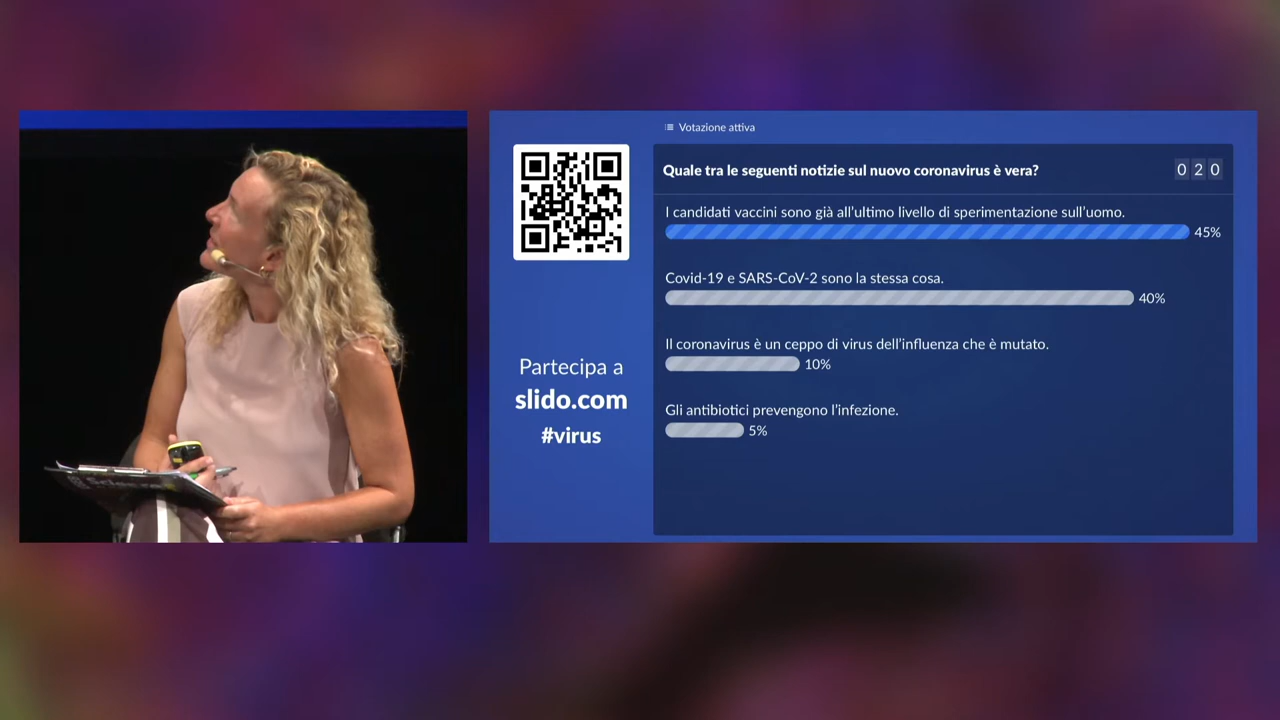 Votazione attiva
Quale tra le seguenti notizie sul nuovo coronavirus è vera?
0 2 0
I candidati vaccini sono già all'ultimo livello di sperimentazione sull'uomo.
45%
Covid-19 e SARS-CoV-2 sono la stessa cosa.
40%
Il coronavirus è un ceppo di virus dell'influenza che è mutato.
10%
Gli antibiotici prevengono l'infezione.
5%
Partecipa a
slido.com
#virus